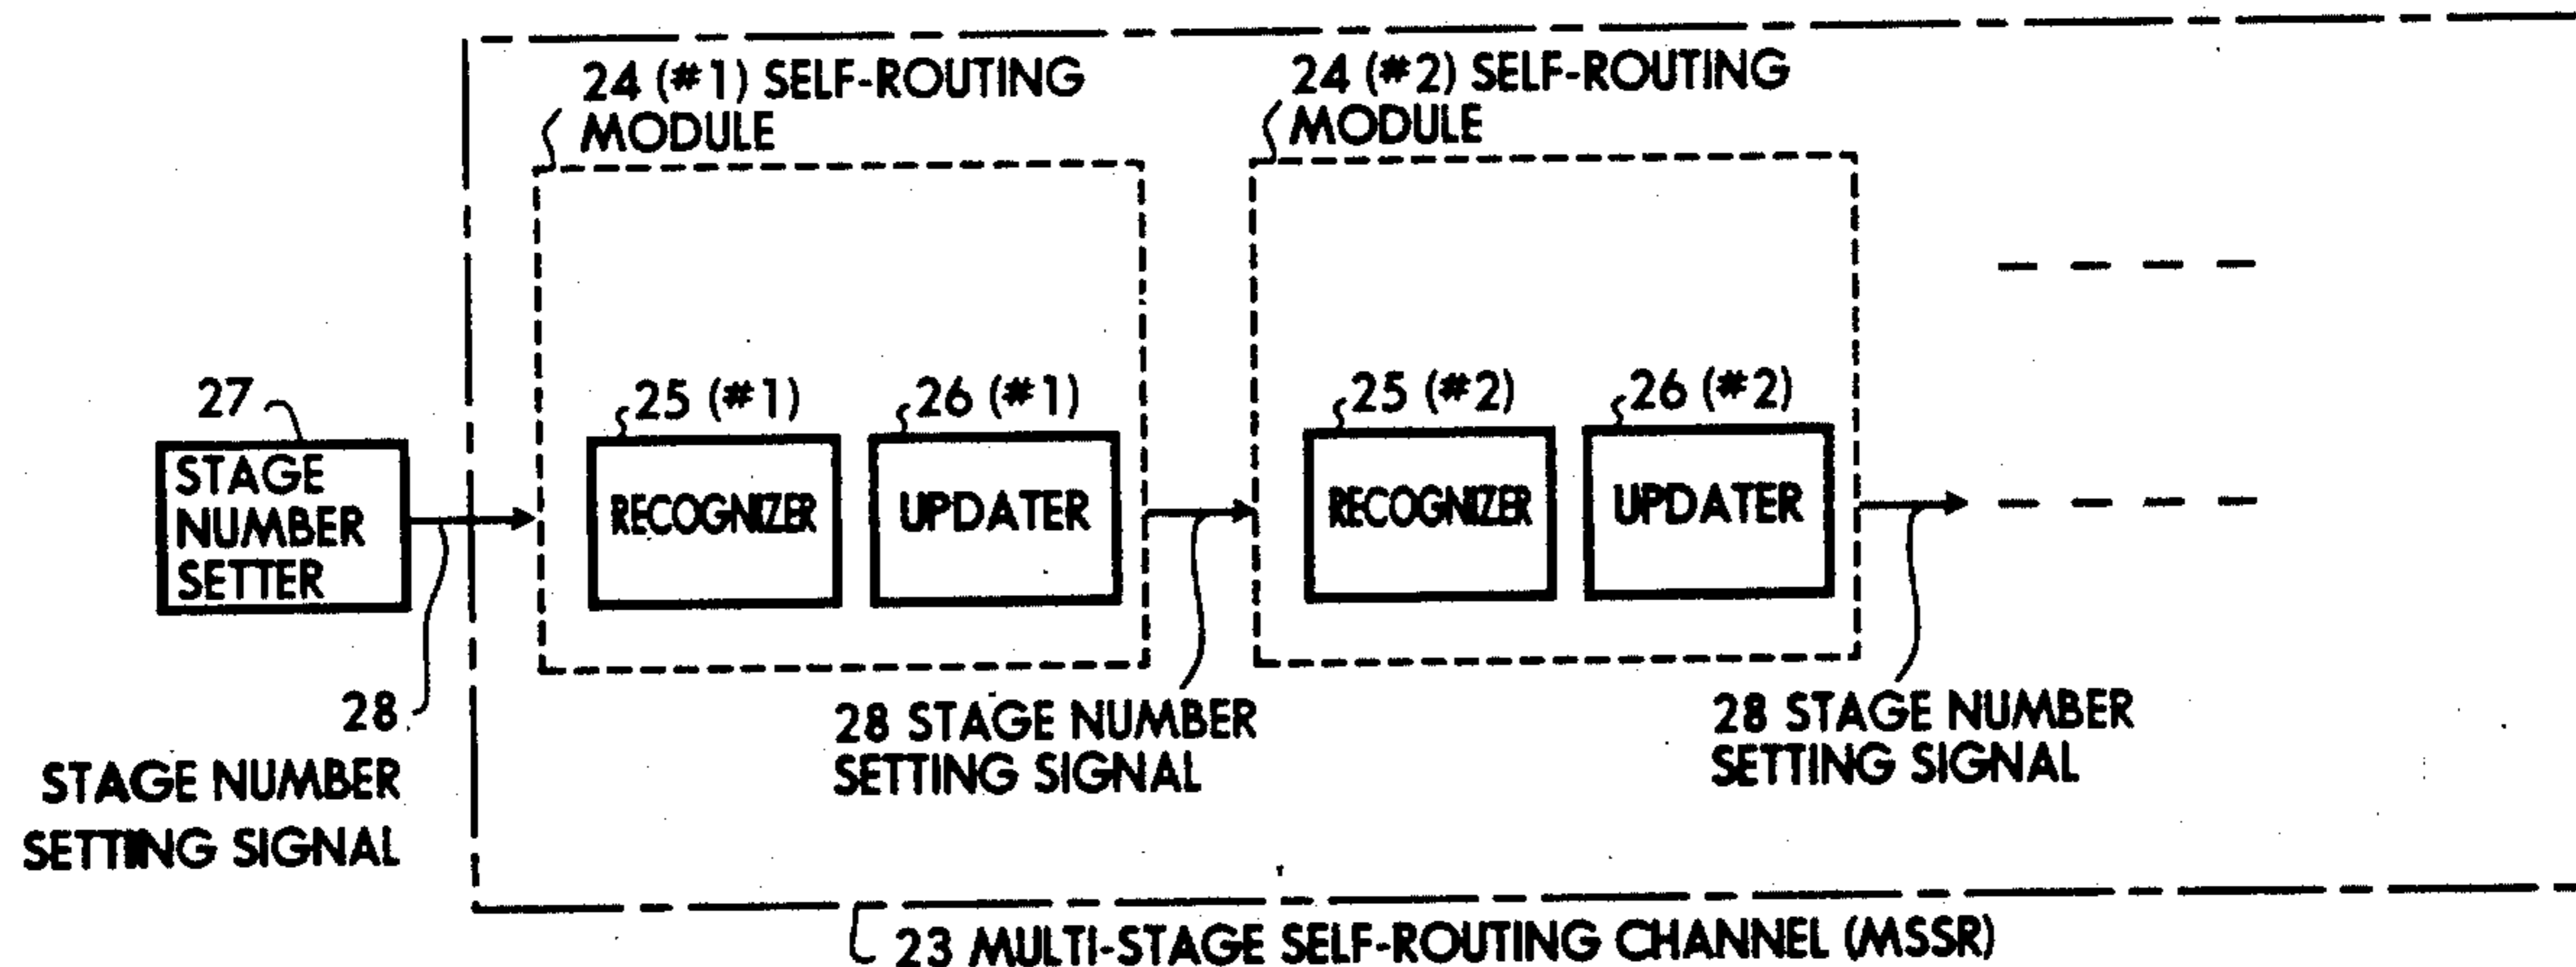 24 (#1) SELF-ROUTING
MODULE
24 (#2) SELF-ROUTING
MODULE
27
STAGE
NUMBER
SETTER
25 (#1)
26 (#1)
25 (#2)
26 (#2)
RECOGNIZER
UPDATER
RECOGNIZER
UPDATER
28
STAGE NUMBER
SETTING SIGNAL
28 STAGE NUMBER
SETTING SIGNAL
28 STAGE NUMBER
SETTING SIGNAL
23 MULTI-STAGE SELF-ROUTING CHANNEL (MSSR)